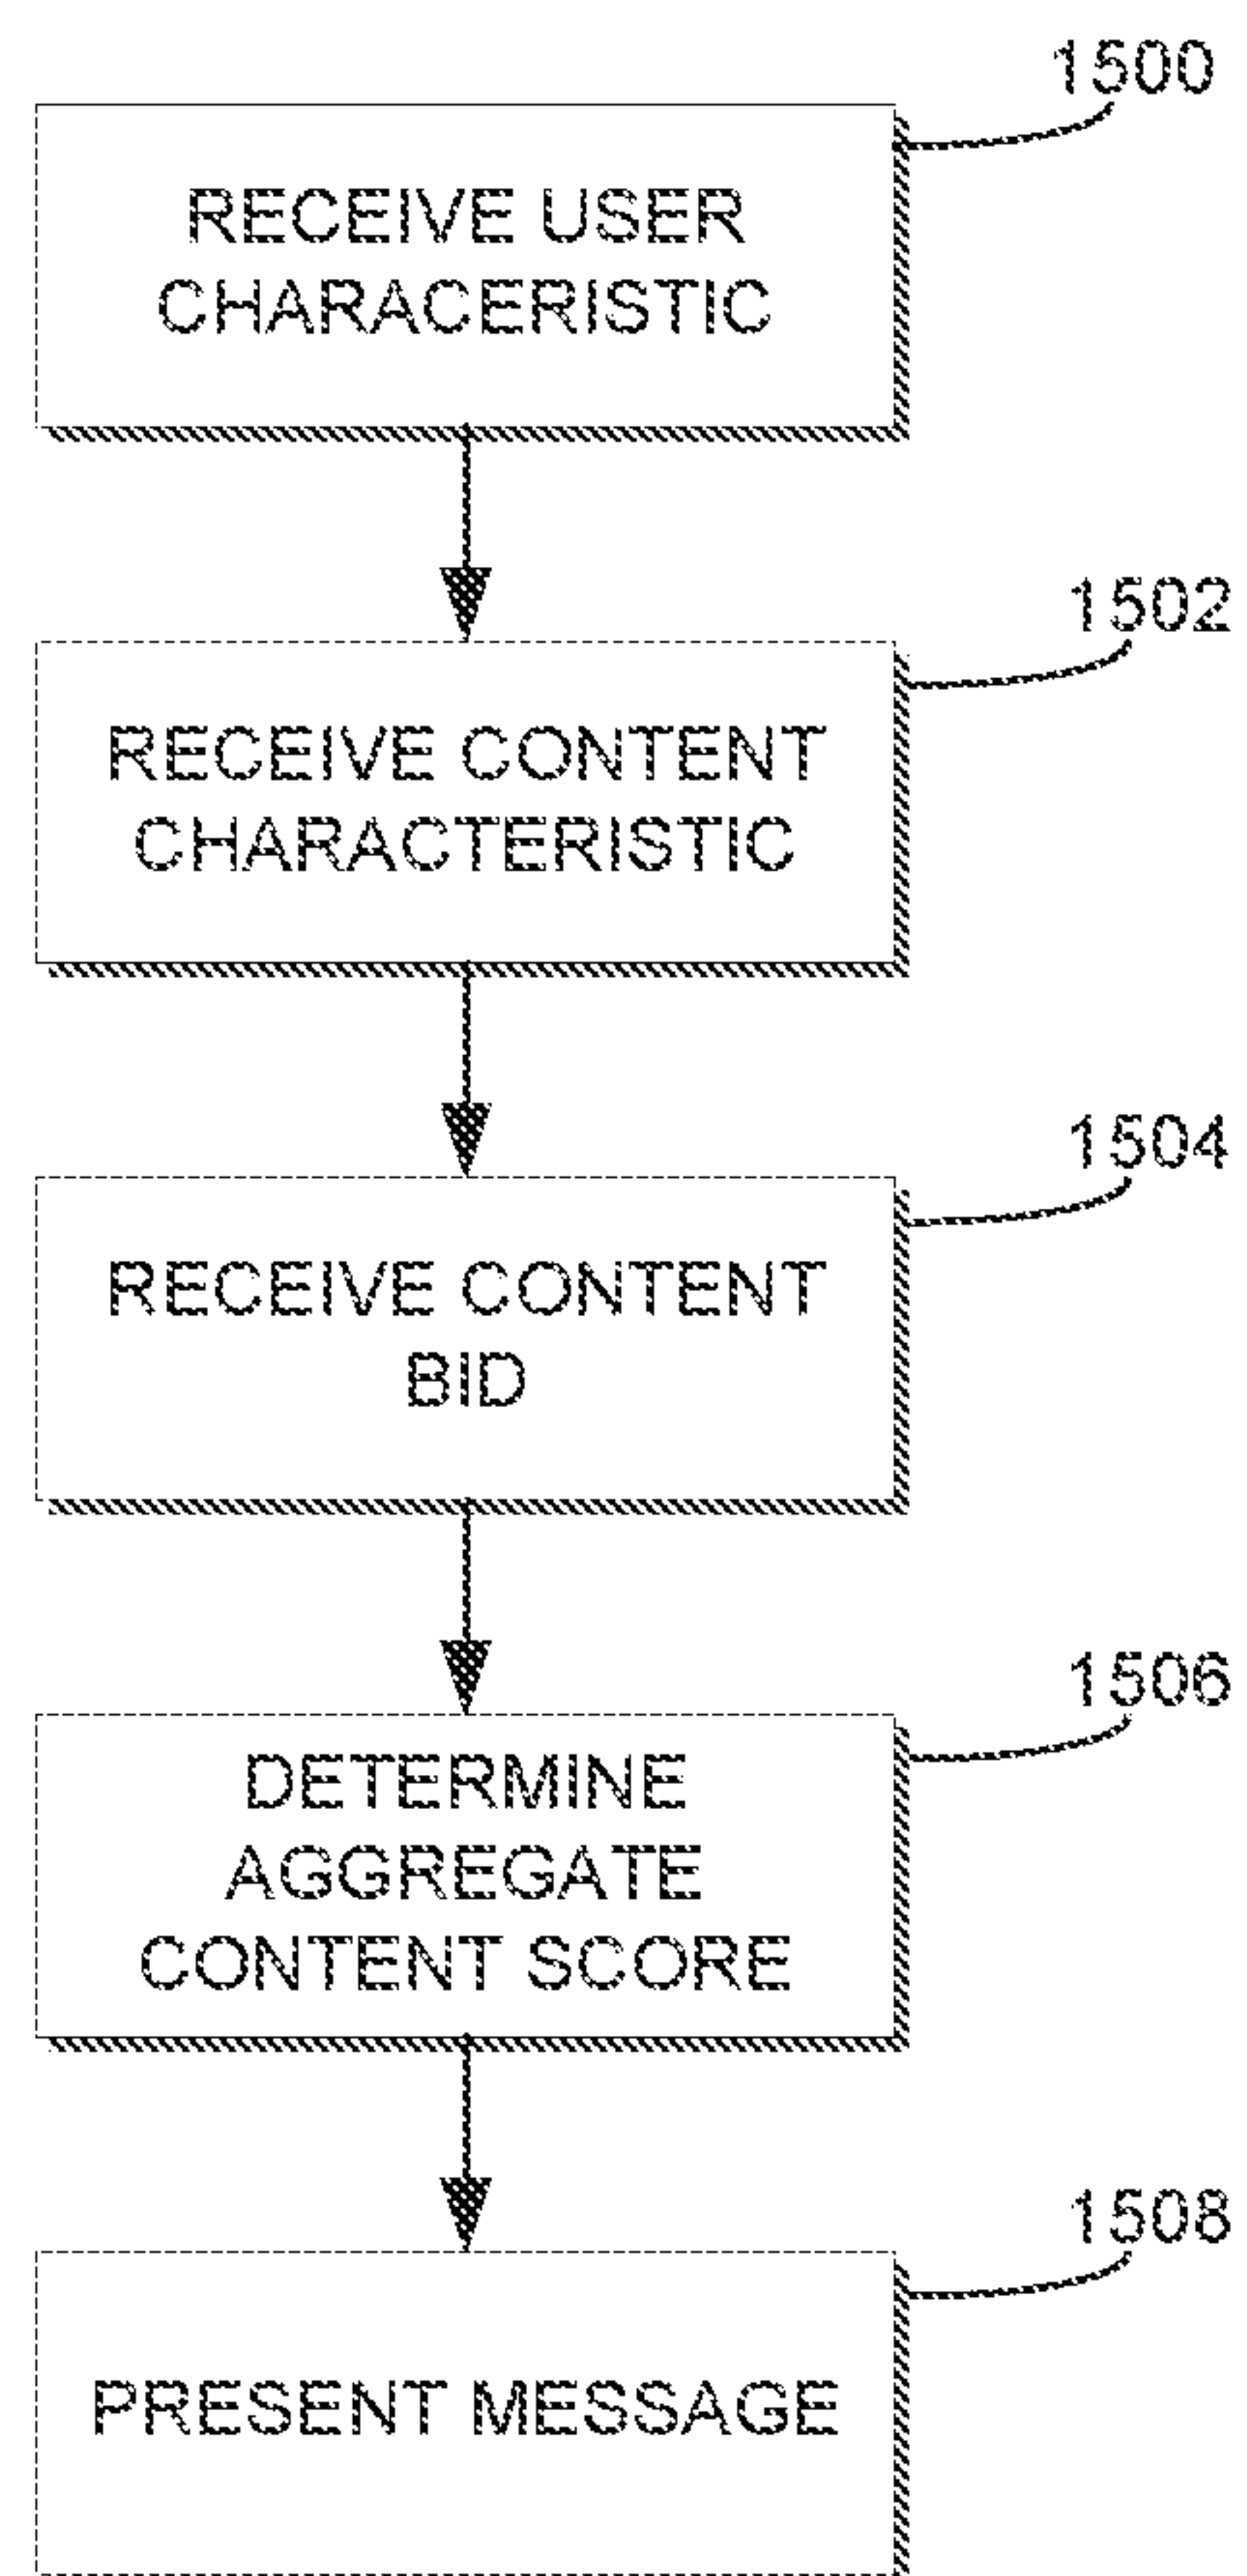 1500
RECEIVE USER
CHARACERISTIC
1502
RECEIVE CONTENT
CHARACTERISTIC
1504
RECEIVE CONTENT
BID
1506
DETERMINE
AGGREGATE
CONTENT SCORE
1508
PRESENT MESSAGE